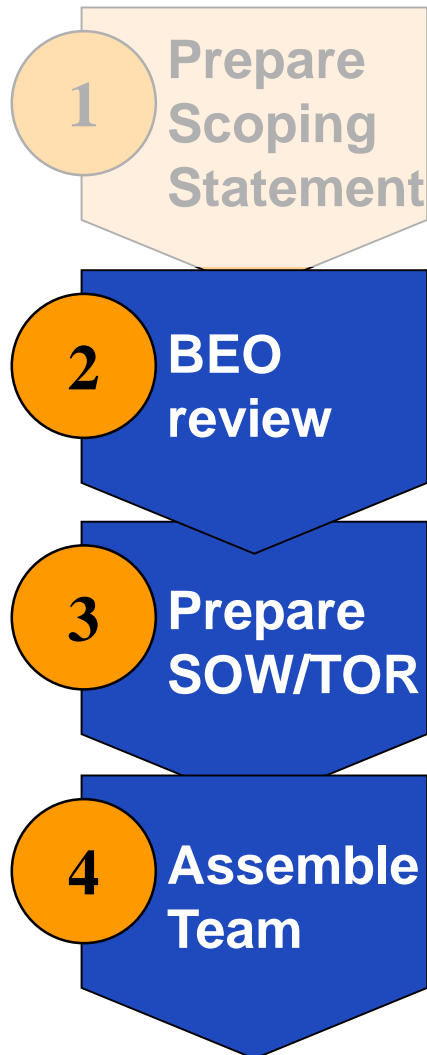 1
Prepare
Scoping
Statement
2
BEO
review
3
Prepare
SOW/TOR
4
Assemble
Team